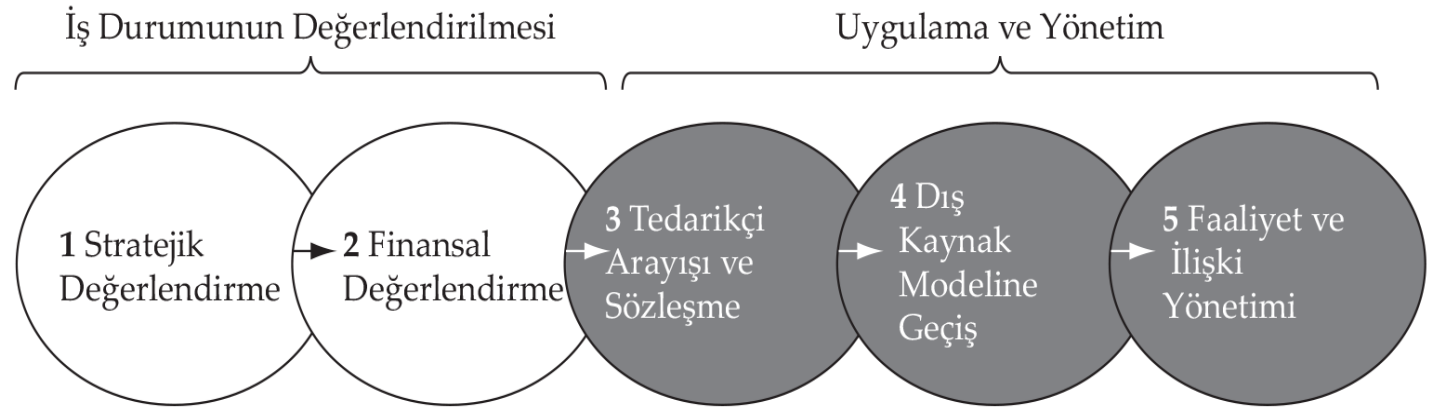 İş Durumunun Değerlendirilmesi
Uygulama ve Yönetim
1 Stratejik
Değerlendirme
2 Finansal
Değerlendirme
3 Tedarikçi
Arayışı ve
Sözleşme
4 Dış
Kaynak
Modeline
Geçiş
5 Faaliyet ve
İlişki
Yönetimi